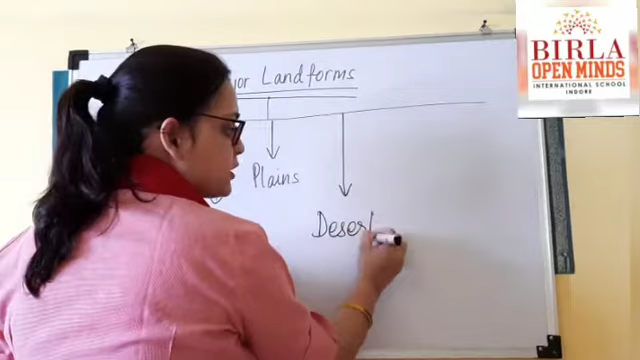 Landforms
Plains
Desert
BIRLA
OPEN MINDS
INTERNATIONAL SCHOOL
INDORE